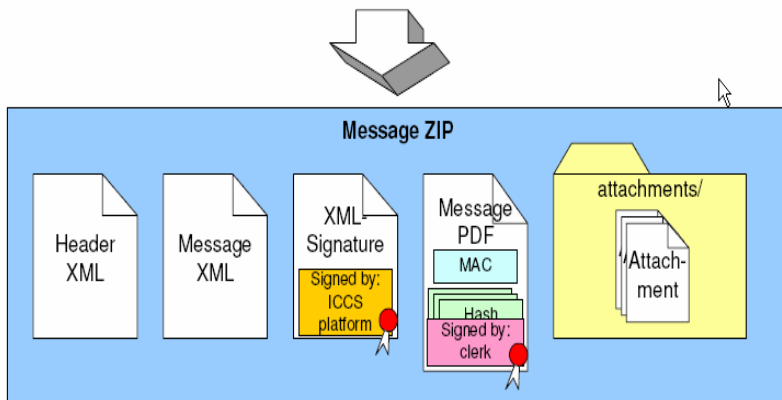 Message ZIP
Header
XML
Message
XML
XML-
Signature
Signed by:
ICCS
platform
Message
PDF
MAC
Hash
Signed by:
clerk
attachments/
Attach-
ment